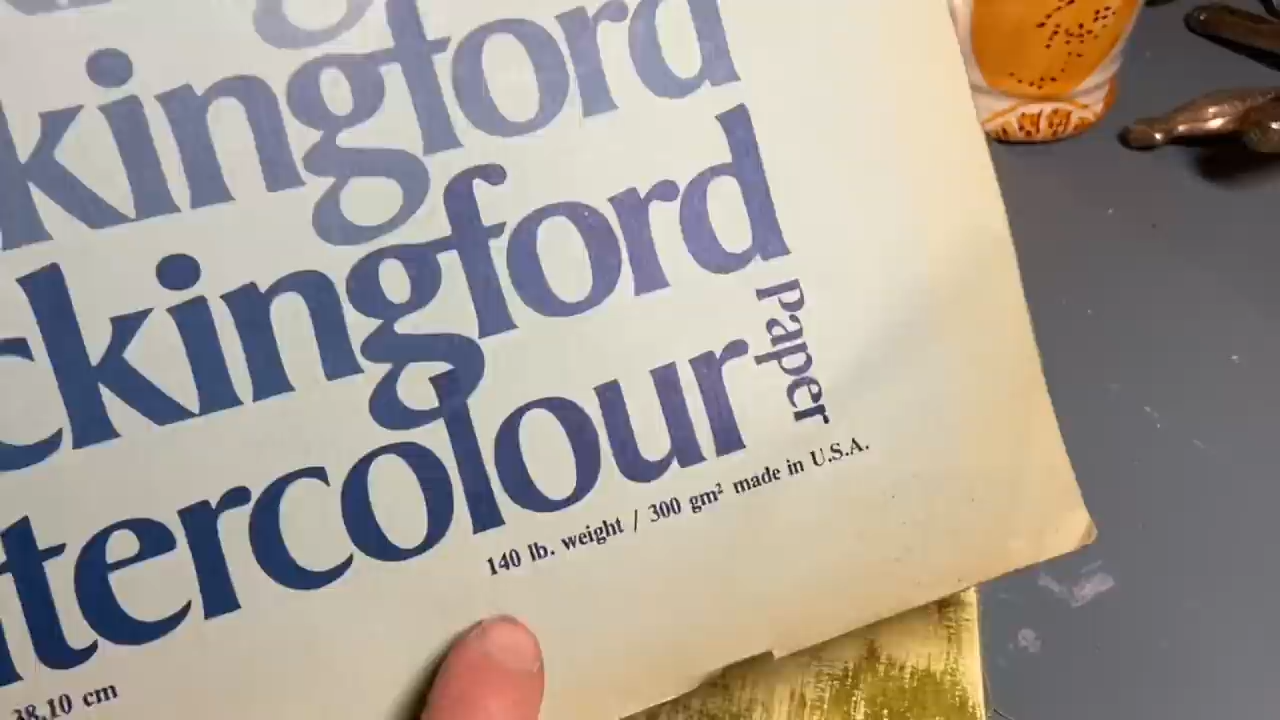 kingford
ckingford
tercolour
Paper
140 lb. weight / 300 gm² made in U.S.A.
38.10 cm